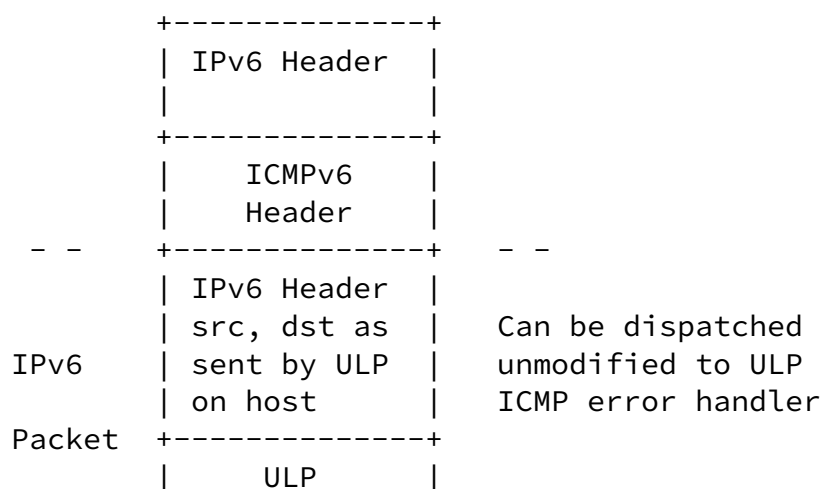 +--------------+
| IPv6 Header  |
|              |
+--------------+
|    ICMPv6    |
|    Header    |
- -    +--------------+    - -
| IPv6 Header  |
| src, dst as  |   Can be dispatched
IPv6     | sent by ULP  |   unmodified to ULP
| on host      |   ICMP error handler
Packet   +--------------+
|     ULP      |